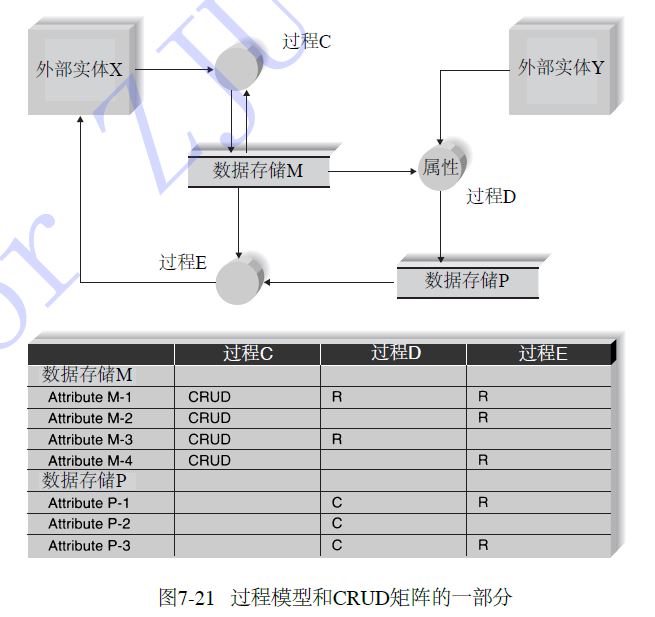 过程C
外部实体X
外部实体Y
数据存储M
属性
过程D
过程E
数据存储P
过程C 过程D 过程E
数据存储M
Attribute M-1 CRUD R R
Attribute M-2 CRUD R
Attribute M-3 CRUD R
Attribute M-4 CRUD R
数据存储P
Attribute P-1 C R
Attribute P-2 C
Attribute P-3 C R
图7-21 过程模型和CRUD矩阵的一部分
or ZJU